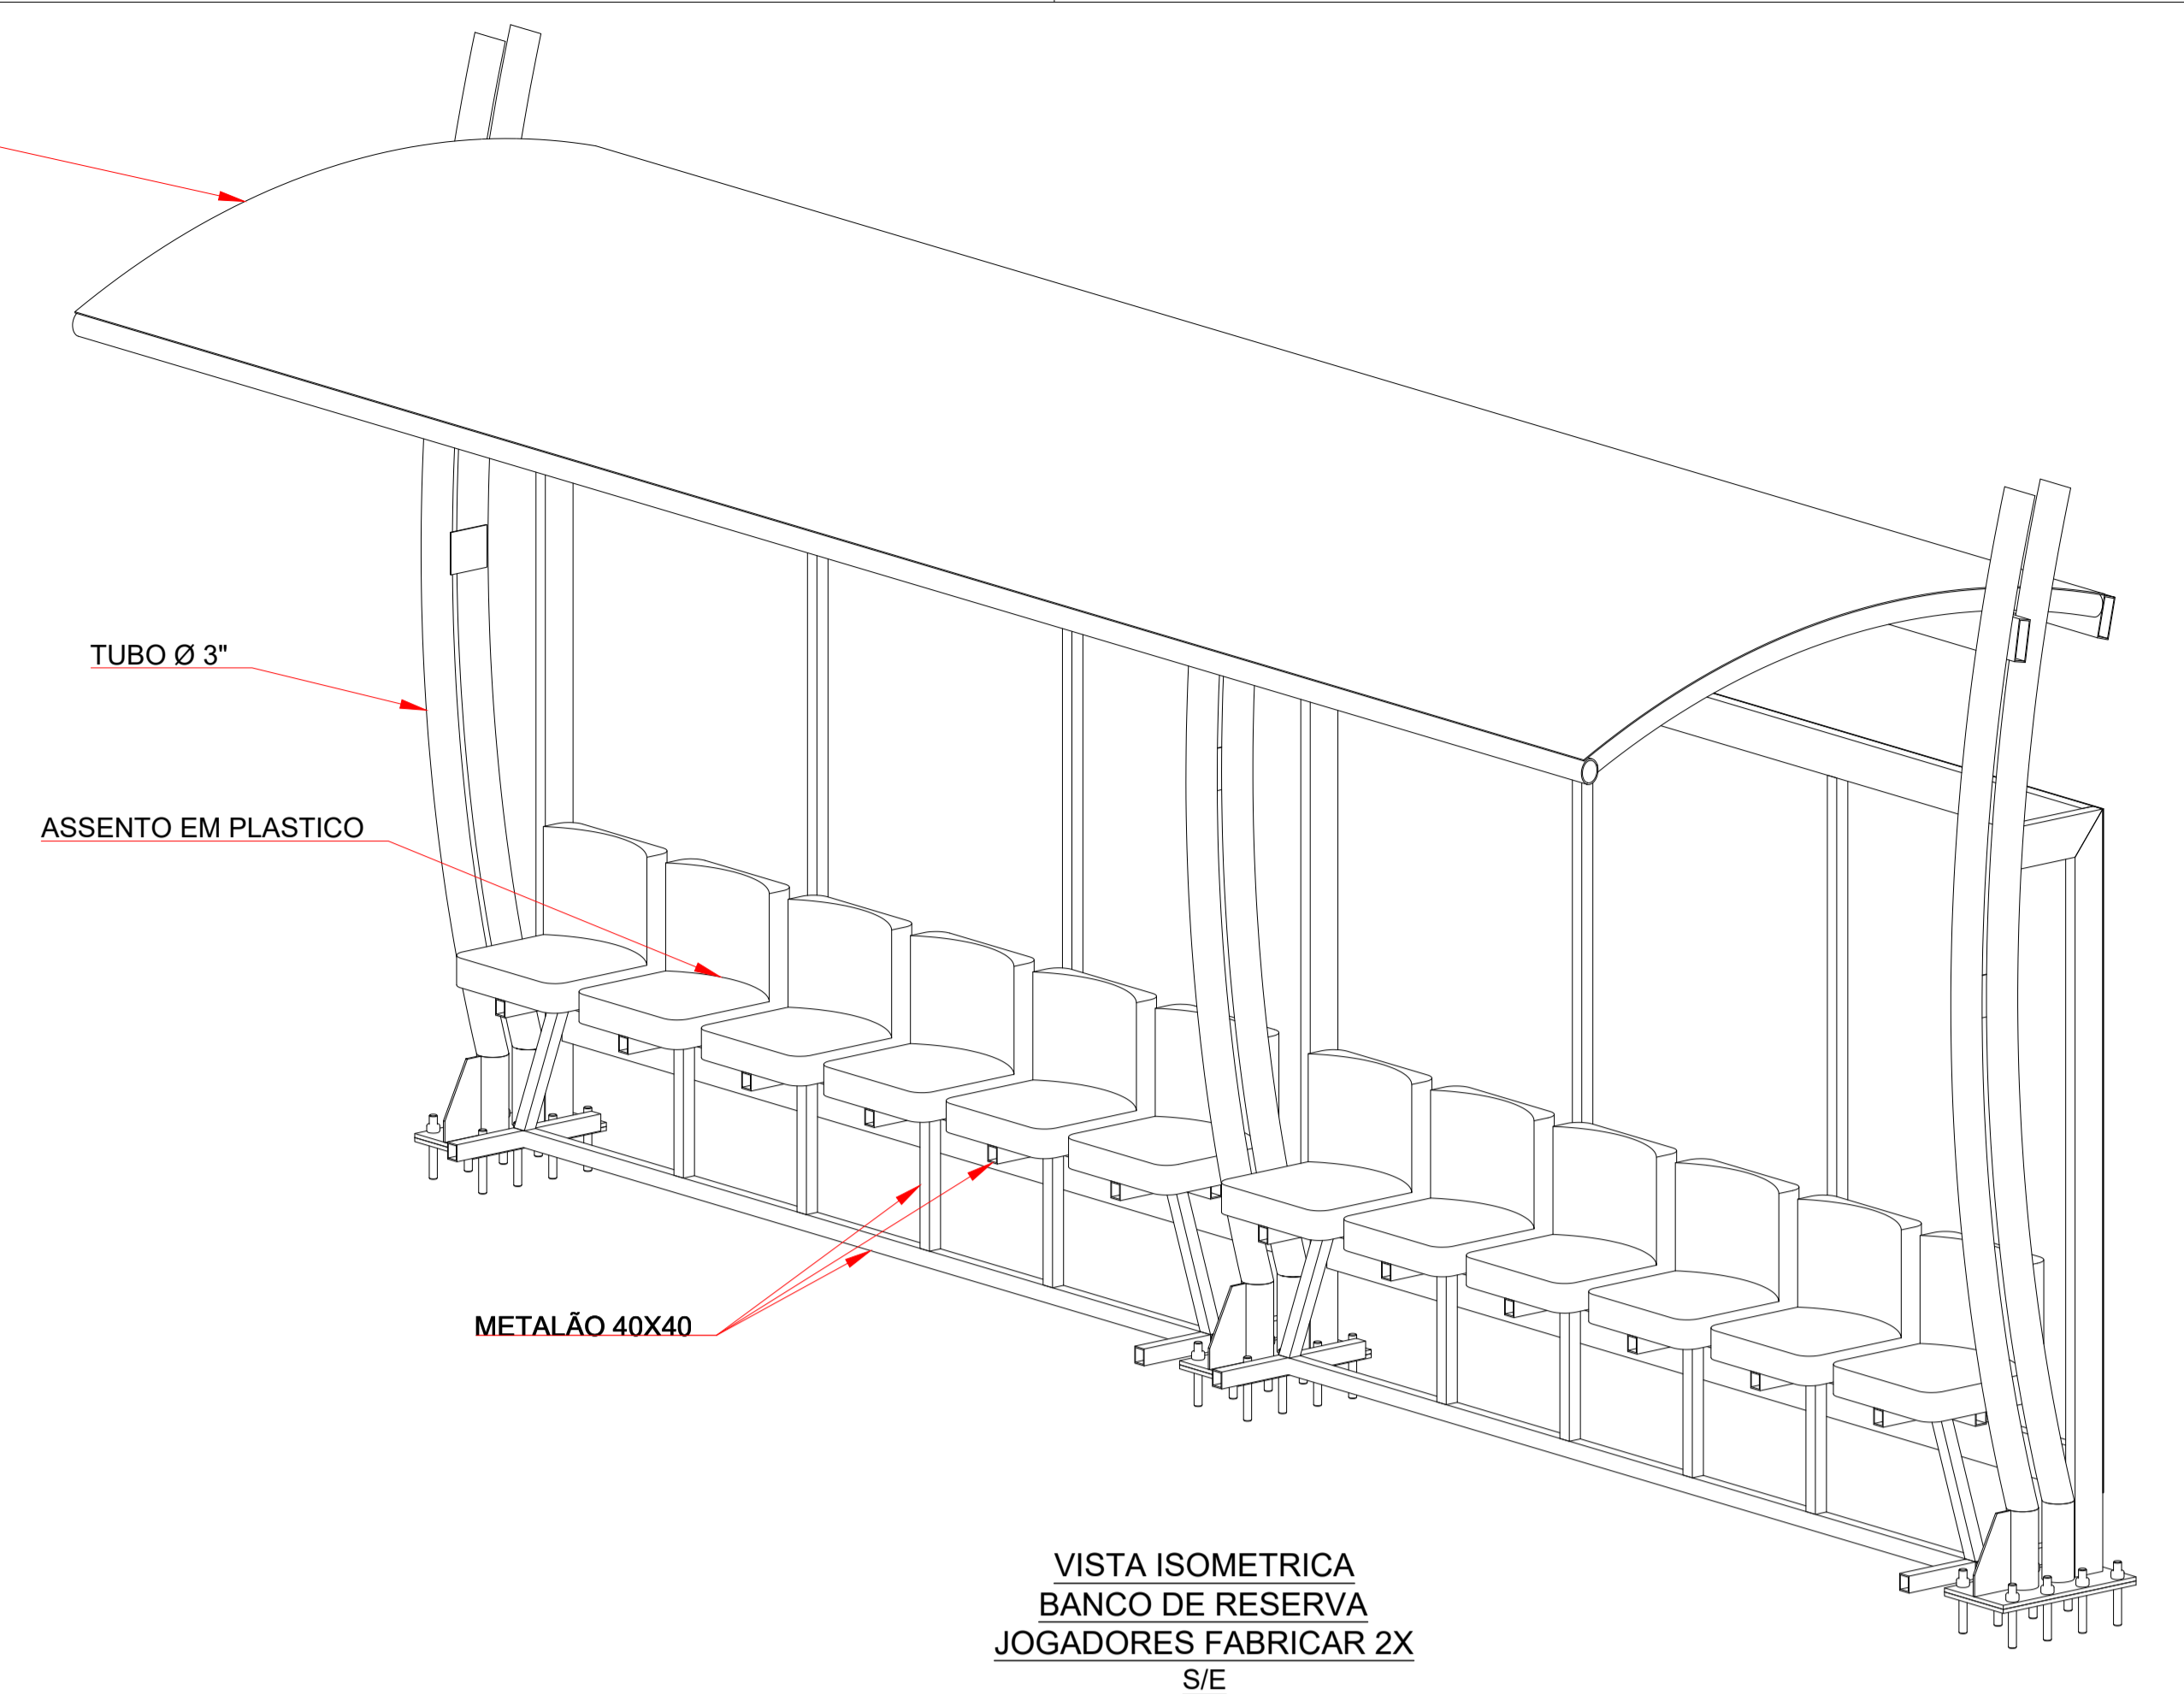 TUBO Ø 3"
ASSENTO EM PLASTICO
METALÃO 40X40
VISTA ISOMETRICA
BANCO DE RESERVA
JOGADORES FABRICAR 2X
S/E